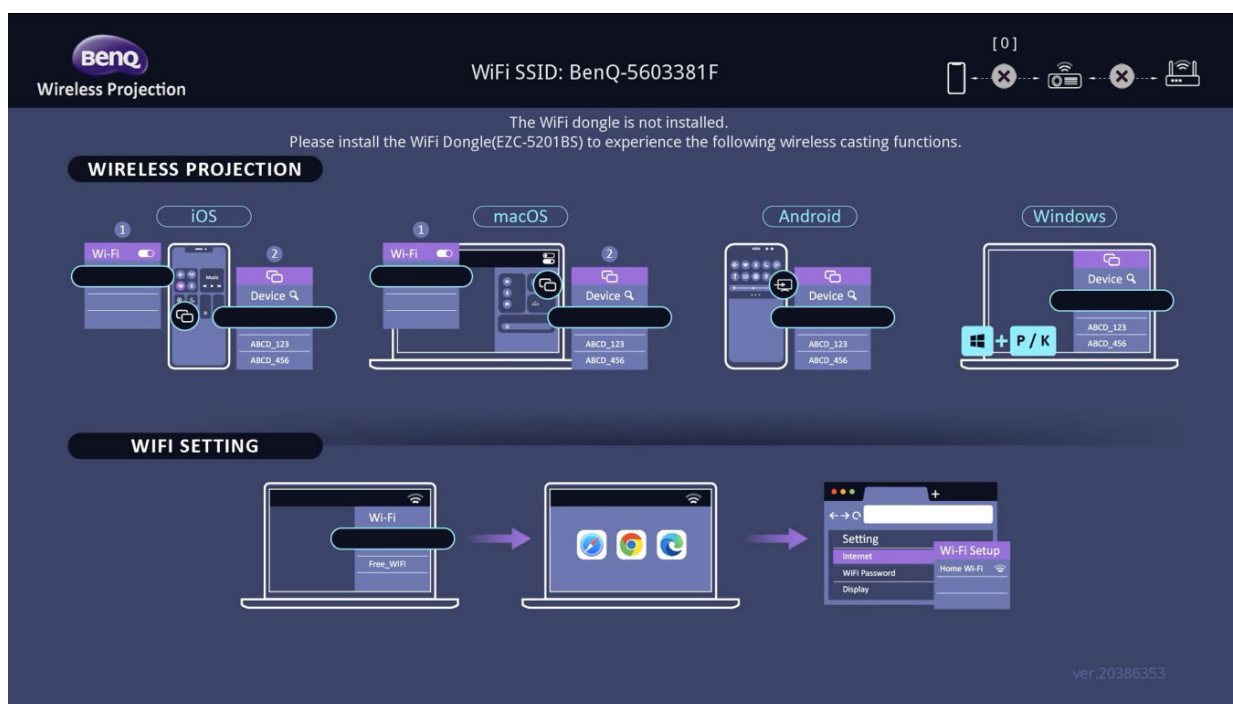 BenQ
Wireless Projection
WiFi SSID: BenQ-5603381F
[ 0 ]
The WiFi dongle is not installed.
Please install the WiFi Dongle(EZC-5201BS) to experience the following wireless casting functions.
WIRELESS PROJECTION
iOS
1
Wi-Fi
Music
2
Device
ABCD_123
ABCD_456
macOS
1
Wi-Fi
2
Device
ABCD_123
ABCD_456
Android
Device
ABCD_123
ABCD_456
Windows
Device
ABCD_123
ABCD_456
+ P / K
WIFI SETTING
Wi-Fi
Free_WIFI
+
Setting
Internet
WiFi Password
Display
Wi-Fi Setup
Home Wi-Fi
ver.20386353